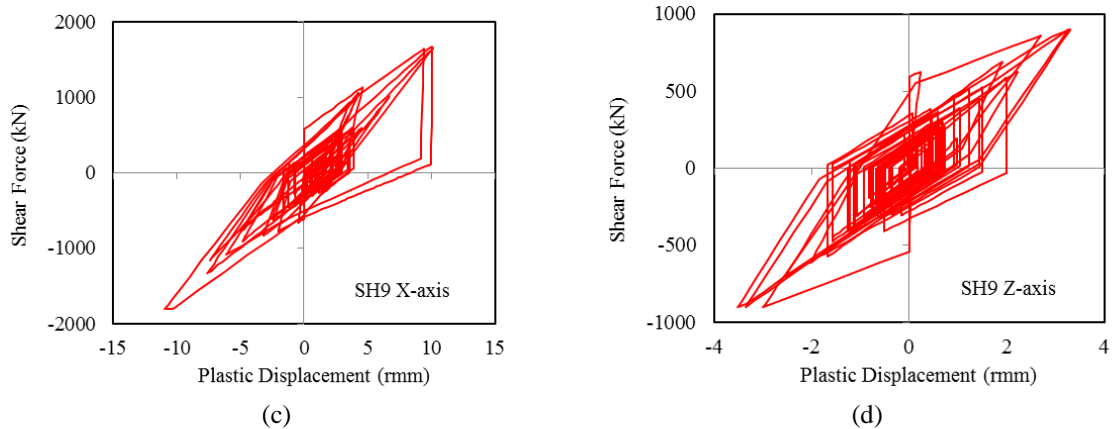 2000
1000
0
-1000
-2000
Shear Force (kN)
-15 -10 -5 0 5 10 15
Plastic Displacement (rmm)
SH9 X-axis
(c)
1000
500
0
-500
-1000
Shear Force (kN)
-4 -2 0 2 4
Plastic Displacement (rmm)
SH9 Z-axis
(d)